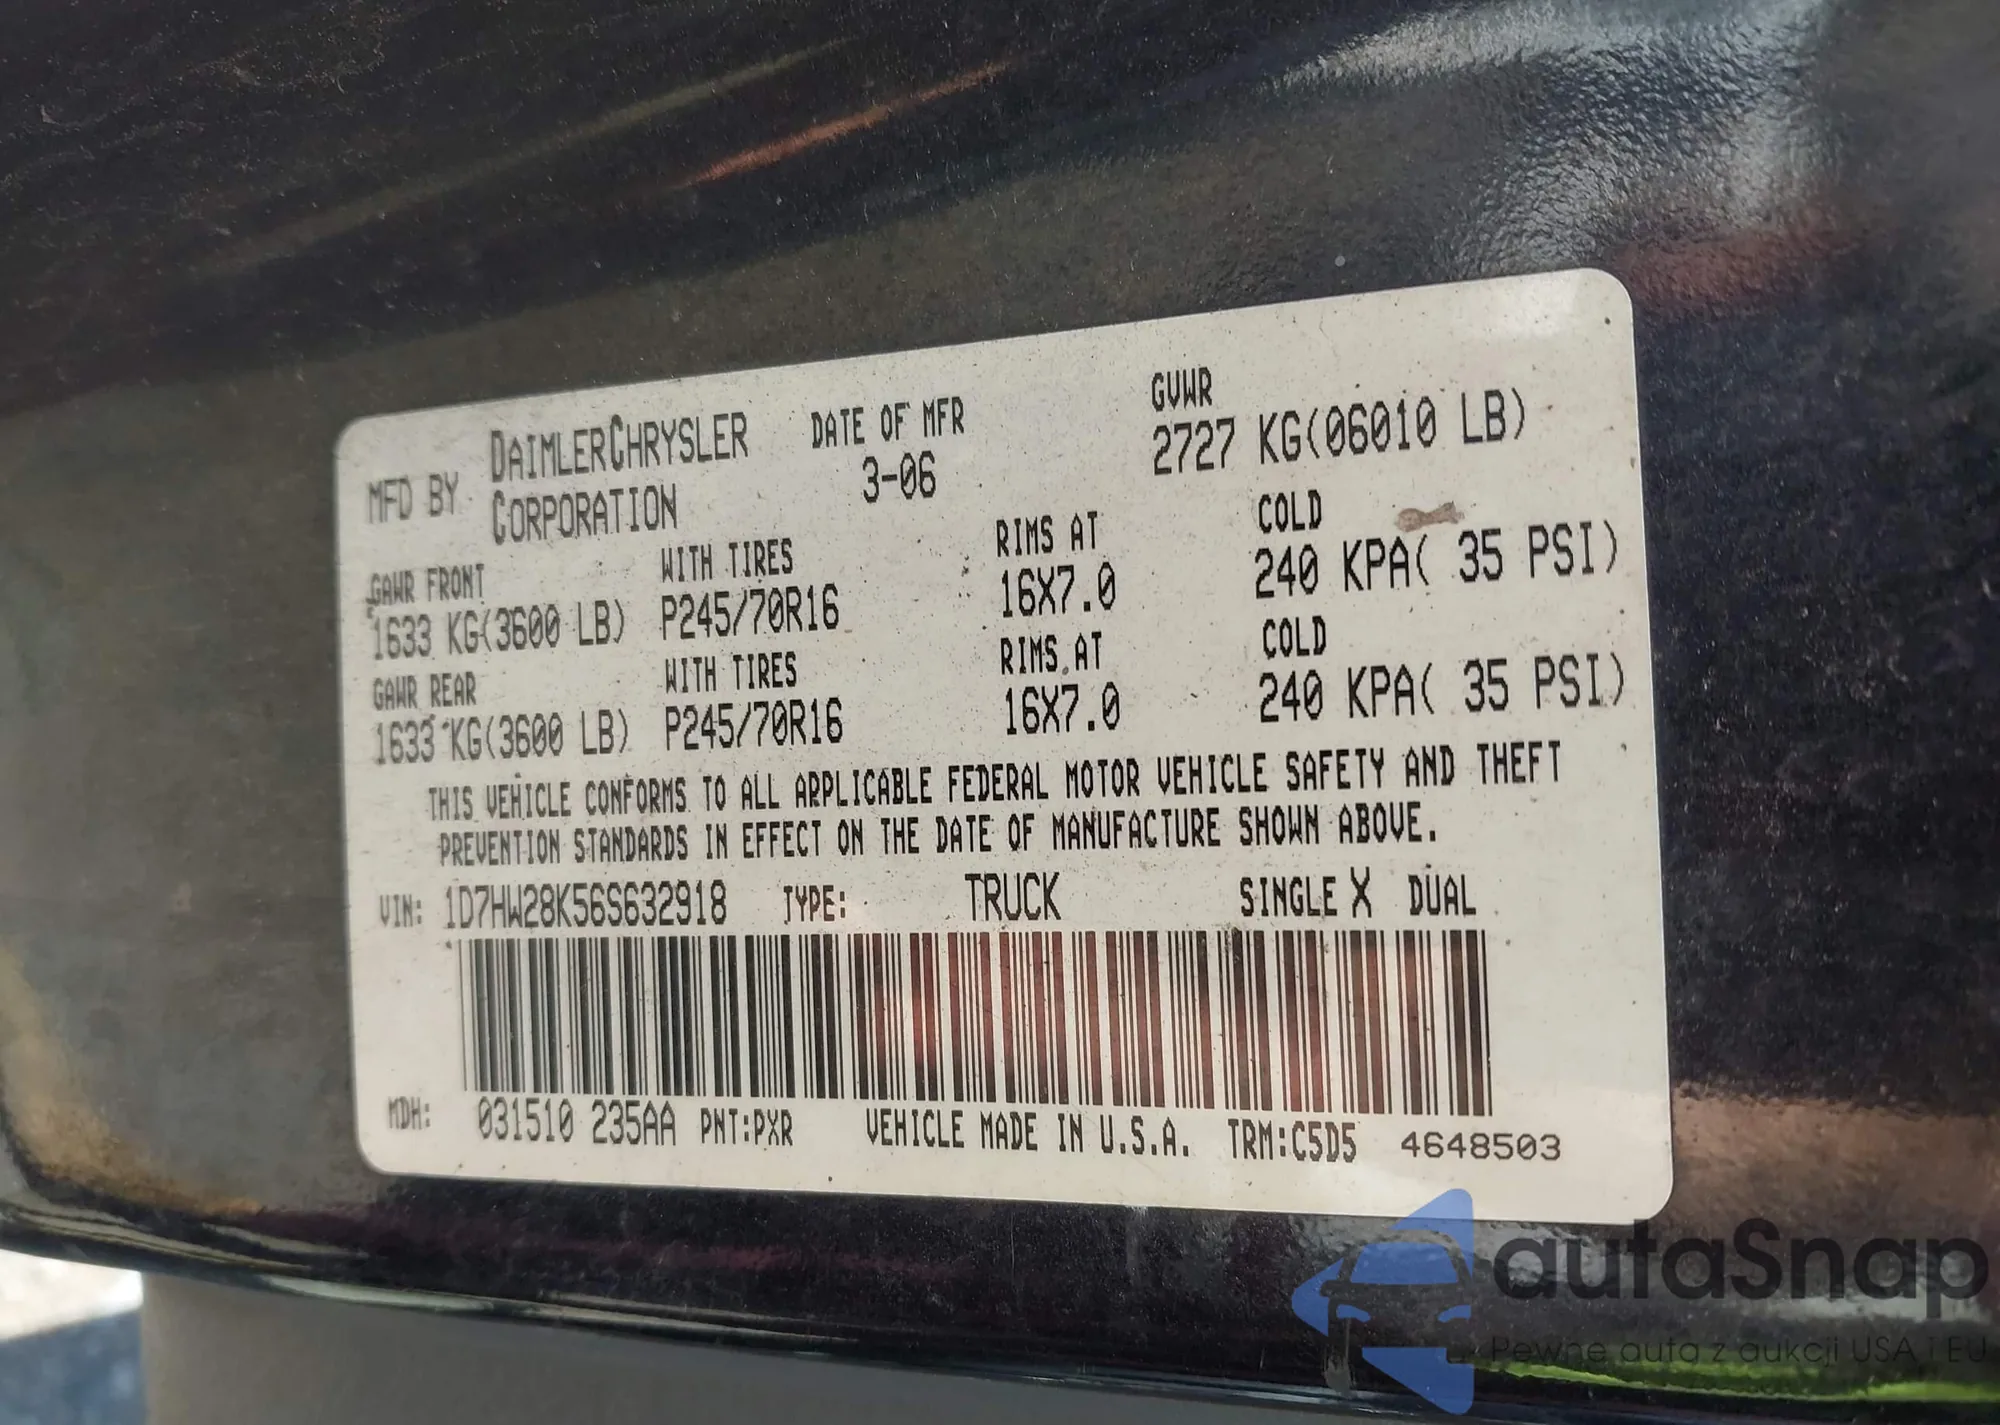 MFD BY DAIMLERCHRYSLER CORPORATION DATE OF MFR 3-06 GVWR 2727 KG(06010 LB)
GAWR FRONT WITH TIRES RIMS AT COLD
1633 KG(3600 LB) P245/70R16 16X7.0 240 KPA( 35 PSI)
GAWR REAR WITH TIRES RIMS AT COLD
1633 KG(3600 LB) P245/70R16 16X7.0 240 KPA( 35 PSI)
THIS VEHICLE CONFORMS TO ALL APPLICABLE FEDERAL MOTOR VEHICLE SAFETY AND THEFT
PREVENTION STANDARDS IN EFFECT ON THE DATE OF MANUFACTURE SHOWN ABOVE.
VIN: 1D7HW28K56S632918 TYPE: TRUCK SINGLE X DUAL
MDH: 031510 235AA PNT:PXR VEHICLE MADE IN U.S.A. TRM:C5D5 4648503
autaSnap
Pewne auta z aukcji USA i EU